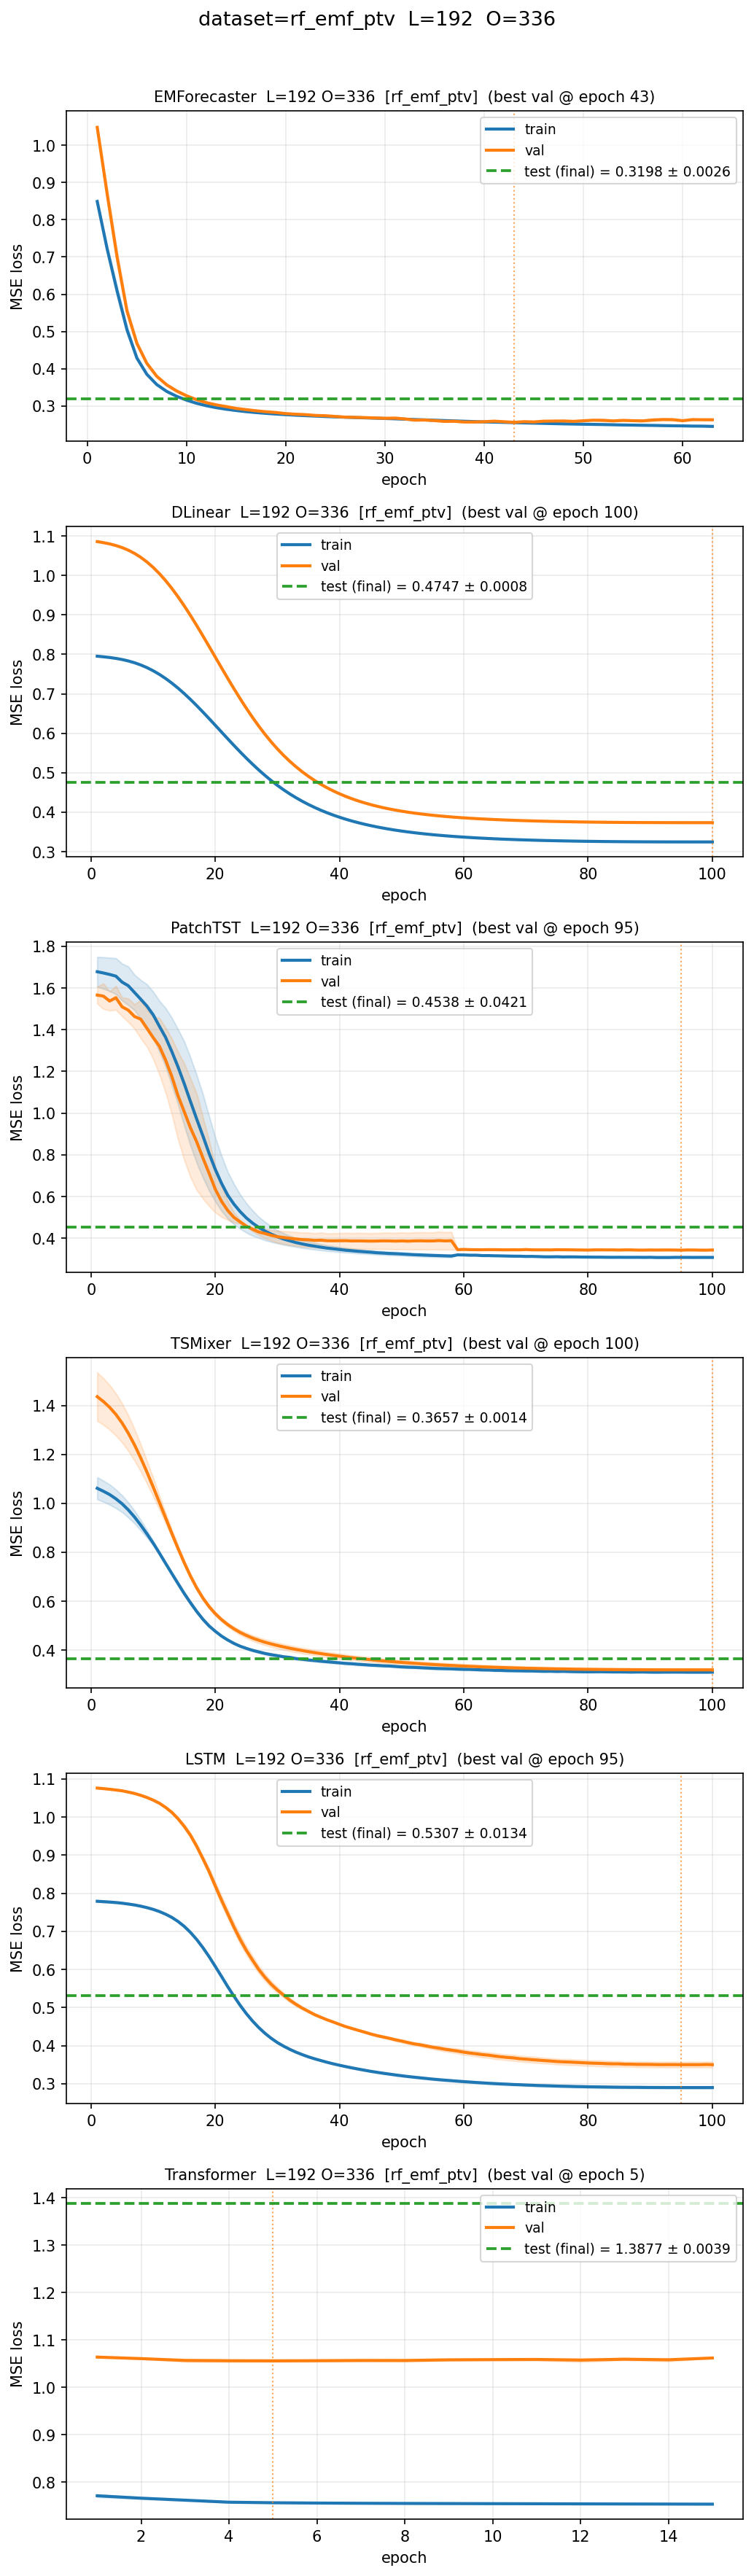 dataset=rf_emf_ptv  L=192  O=336
EMForecaster  L=192 O=336  [rf_emf_ptv]  (best val @ epoch 43)
MSE loss
1.0
0.9
0.8
0.7
0.6
0.5
0.4
0.3
train
val
test (final) = 0.3198 ± 0.0026
0 10 20 30 40 50 60
epoch
DLinear  L=192 O=336  [rf_emf_ptv]  (best val @ epoch 100)
MSE loss
1.1
1.0
0.9
0.8
0.7
0.6
0.5
0.4
0.3
train
val
test (final) = 0.4747 ± 0.0008
0 20 40 60 80 100
epoch
PatchTST  L=192 O=336  [rf_emf_ptv]  (best val @ epoch 95)
MSE loss
1.8
1.6
1.4
1.2
1.0
0.8
0.6
0.4
train
val
test (final) = 0.4538 ± 0.0421
0 20 40 60 80 100
epoch
TSMixer  L=192 O=336  [rf_emf_ptv]  (best val @ epoch 100)
MSE loss
1.4
1.2
1.0
0.8
0.6
0.4
train
val
test (final) = 0.3657 ± 0.0014
0 20 40 60 80 100
epoch
LSTM  L=192 O=336  [rf_emf_ptv]  (best val @ epoch 95)
MSE loss
1.1
1.0
0.9
0.8
0.7
0.6
0.5
0.4
0.3
train
val
test (final) = 0.5307 ± 0.0134
0 20 40 60 80 100
epoch
Transformer  L=192 O=336  [rf_emf_ptv]  (best val @ epoch 5)
MSE loss
1.4
1.3
1.2
1.1
1.0
0.9
0.8
train
val
test (final) = 1.3877 ± 0.0039
2 4 6 8 10 12 14
epoch